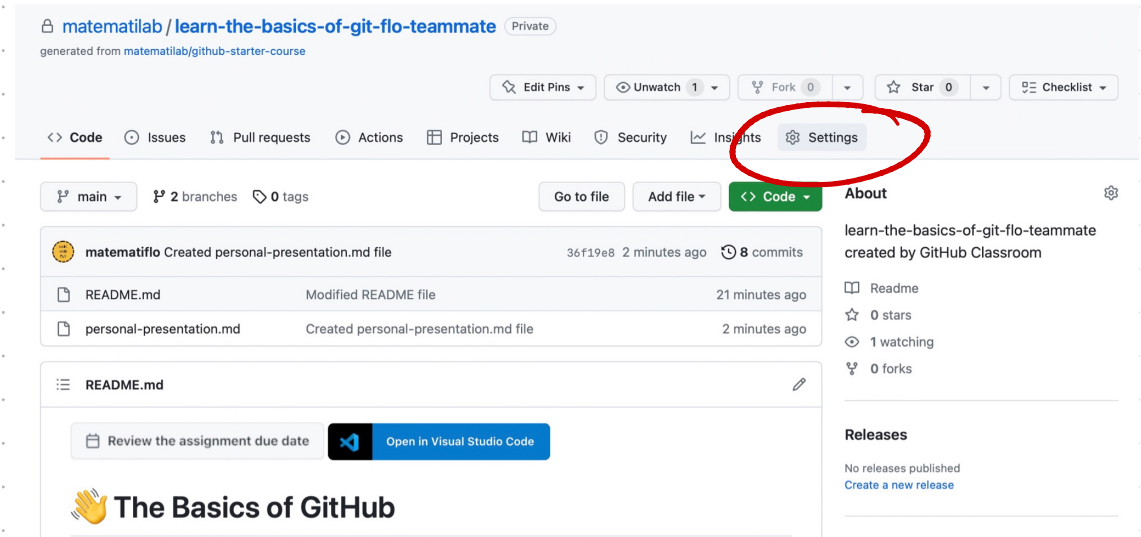 matematilab / learn-the-basics-of-git-flo-teammate Private
generated from matematilab/github-starter-course
Edit Pins Unwatch 1 Fork 0 Star 0 Checklist
Code Issues Pull requests Actions Projects Wiki Security Insights Settings
main 2 branches 0 tags Go to file Add file Code
matematiflo Created personal-presentation.md file 36f19e8 2 minutes ago 8 commits
README.md Modified README file 21 minutes ago
personal-presentation.md Created personal-presentation.md file 2 minutes ago
README.md
Review the assignment due date Open in Visual Studio Code
👋 The Basics of GitHub
About
learn-the-basics-of-git-flo-teammate
created by GitHub Classroom
Readme
0 stars
1 watching
0 forks
Releases
No releases published
Create a new release